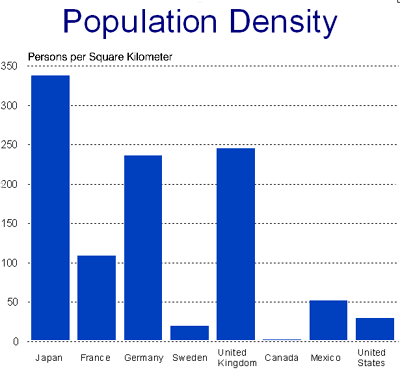 Population Density
Persons per Square Kilometer
350
300
250
200
150
100
50
0
Japan France Germany Sweden United Kingdom Canada Mexico United States